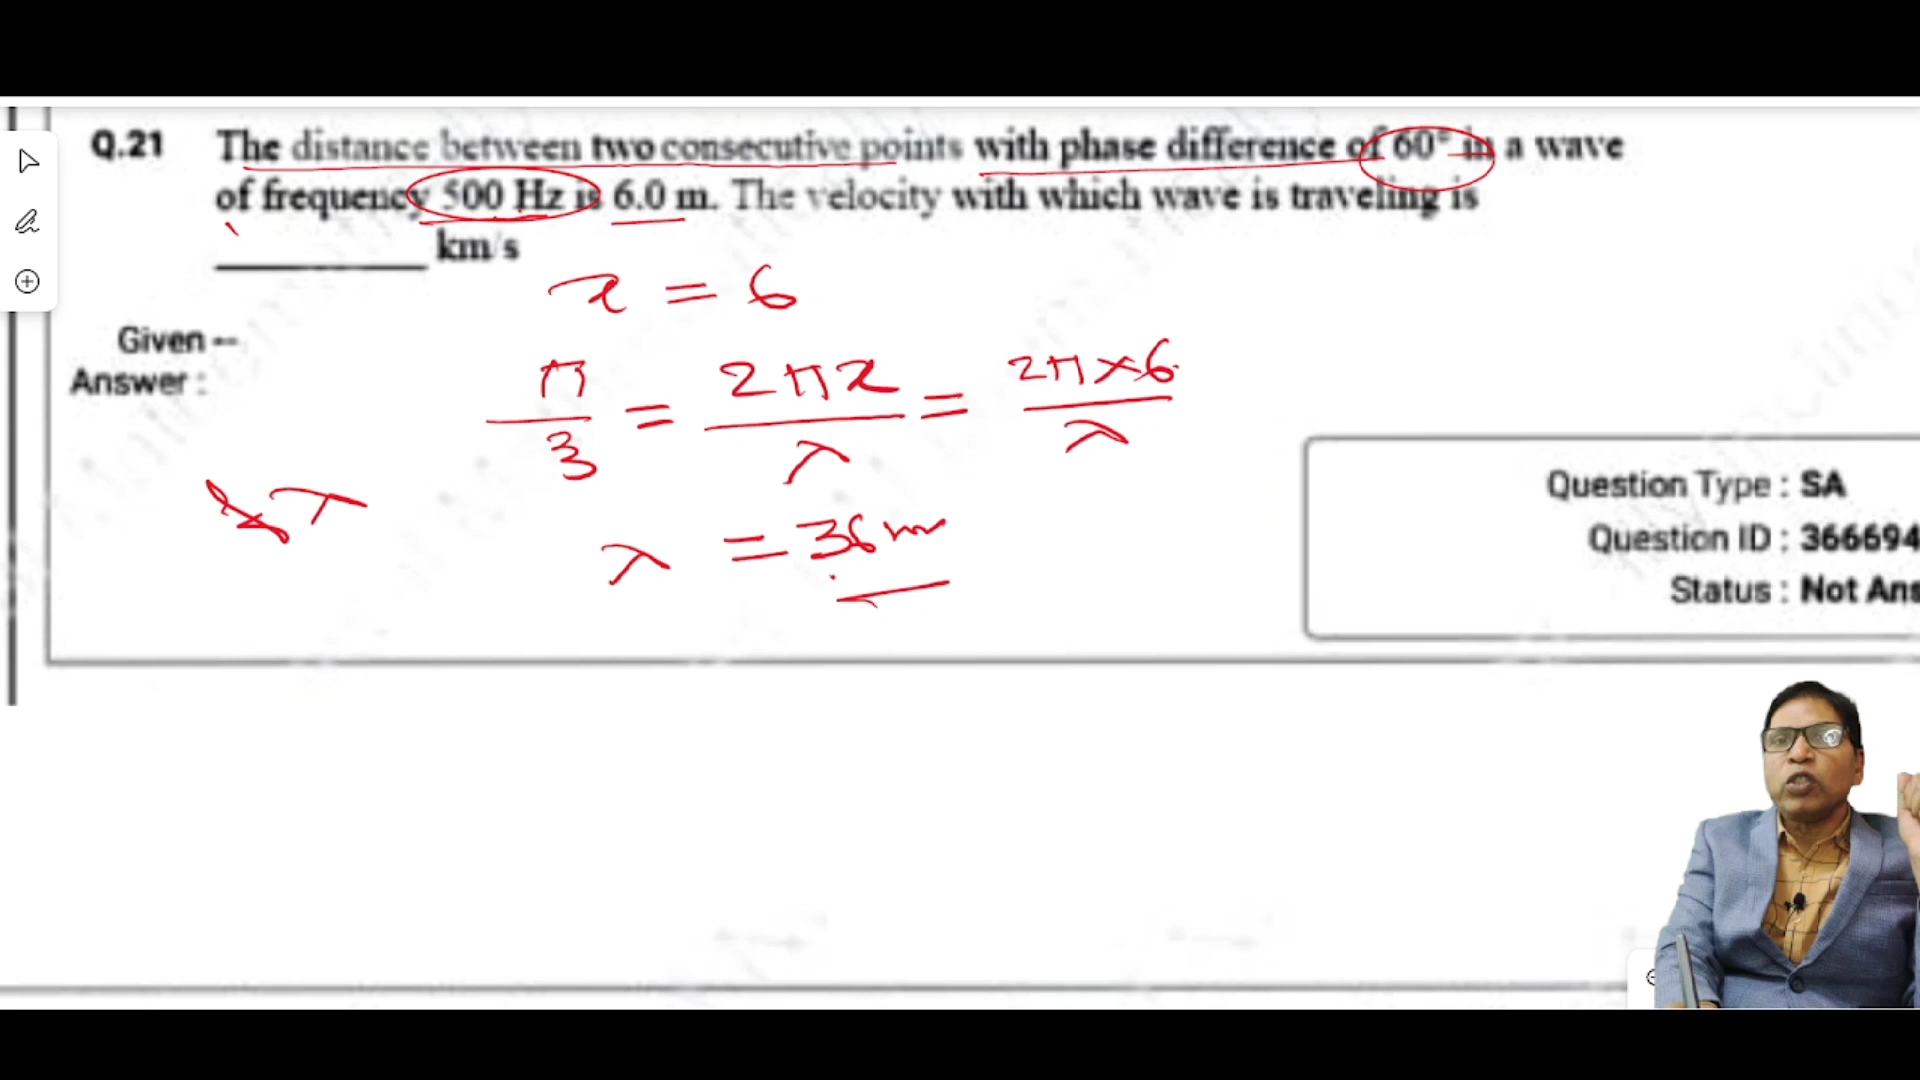 Q.21 The distance between two consecutive points with phase difference of 60° in a wave
of frequency 500 Hz is 6.0 m. The velocity with which wave is traveling is
__________ km/s
x = 6
Given --
Answer :
π/3 = 2πx/λ = 2π×6/λ
λ
λ = 36m
Question Type : SA
Question ID : 366694
Status : Not Ans